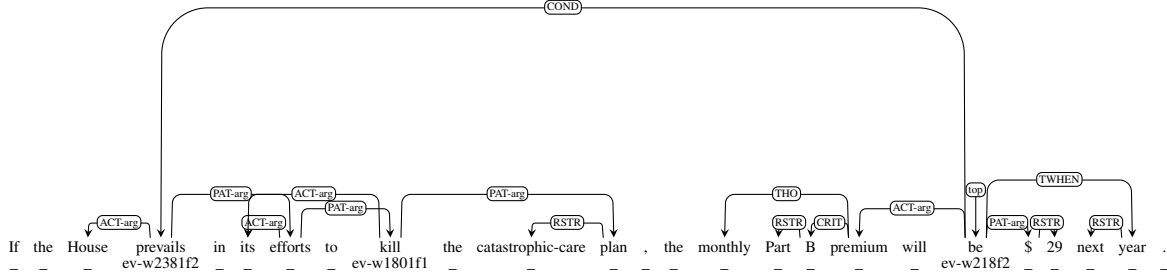 COND
PAT-arg ACT-arg PAT-arg THO top TWHEN
PAT-arg ACT-arg
ACT-arg ACT-arg RSTR RSTR CRIT PAT-arg RSTR RSTR
If the House prevails in its efforts to kill the catastrophic-care plan , the monthly Part B premium will be $ 29 next year .
_ _ _ ev-w2381f2 _ _ _ _ ev-w1801f1 _ _ _ _ _ _ _ _ _ _ ev-w218f2 _ _ _ _ _